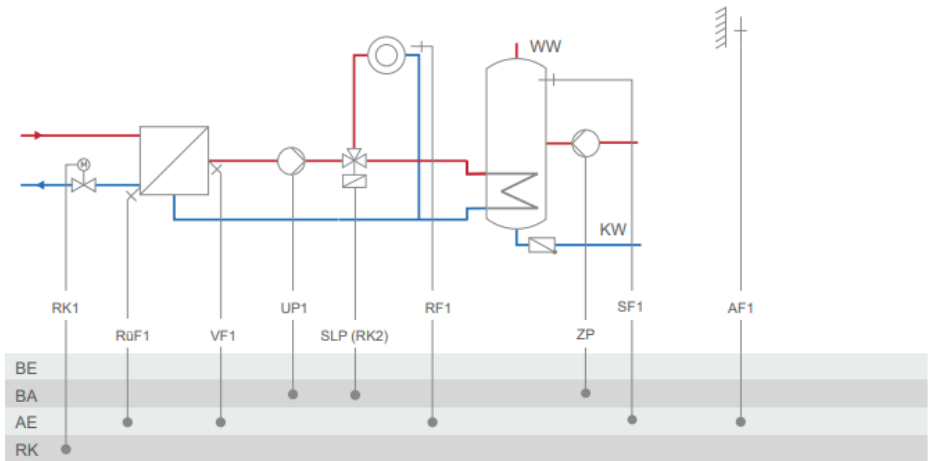 WW
M
KW
RK1
UP1
RF1
SF1
AF1
RüF1
VF1
SLP (RK2)
ZP
BE
BA
AE
RK